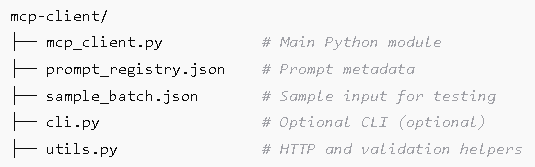 mcp-client/
├── mcp_client.py # Main Python module
├── prompt_registry.json # Prompt metadata
├── sample_batch.json # Sample input for testing
├── cli.py # Optional CLI (optional)
├── utils.py # HTTP and validation helpers